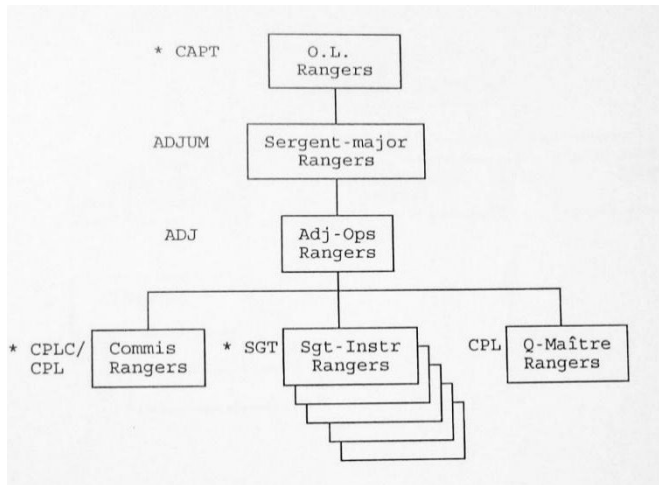 * CAPT
O.L.
Rangers
ADJUM
Sergent-major
Rangers
ADJ
Adj-Ops
Rangers
* CPLC/
CPL
Commis
Rangers
* SGT
Sgt-Instr
Rangers
CPL
Q-Maître
Rangers